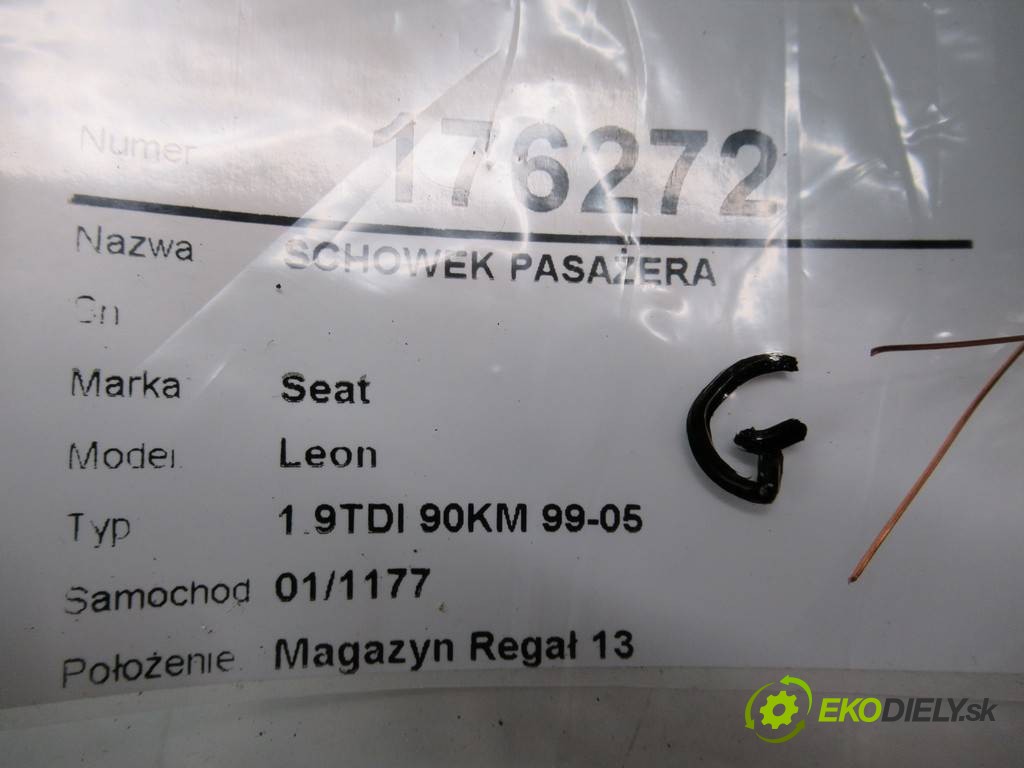 Numer 176272
Nazwa SCHOWEK PASAŻERA
Sn
Marka Seat
G
Model Leon
Typ 1.9TDI 90KM 99-05
Samochod 01/1177
Położenie Magazyn Regał 13
EKODIELY.sk